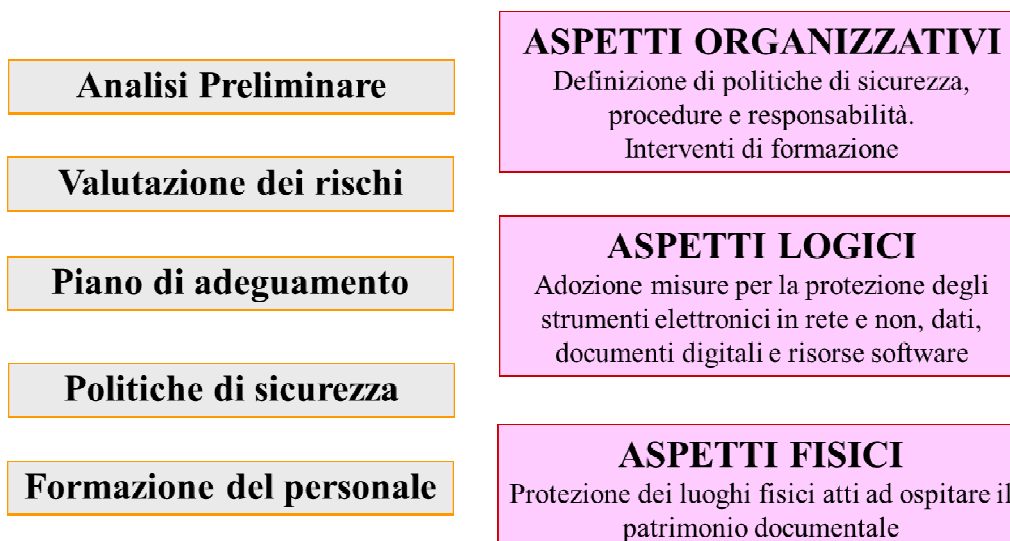 Analisi Preliminare
Valutazione dei rischi
Piano di adeguamento
Politiche di sicurezza
Formazione del personale
ASPETTI ORGANIZZATIVI
Definizione di politiche di sicurezza,
procedure e responsabilità.
Interventi di formazione
ASPETTI LOGICI
Adozione misure per la protezione degli
strumenti elettronici in rete e non, dati,
documenti digitali e risorse software
ASPETTI FISICI
Protezione dei luoghi fisici atti ad ospitare il
patrimonio documentale